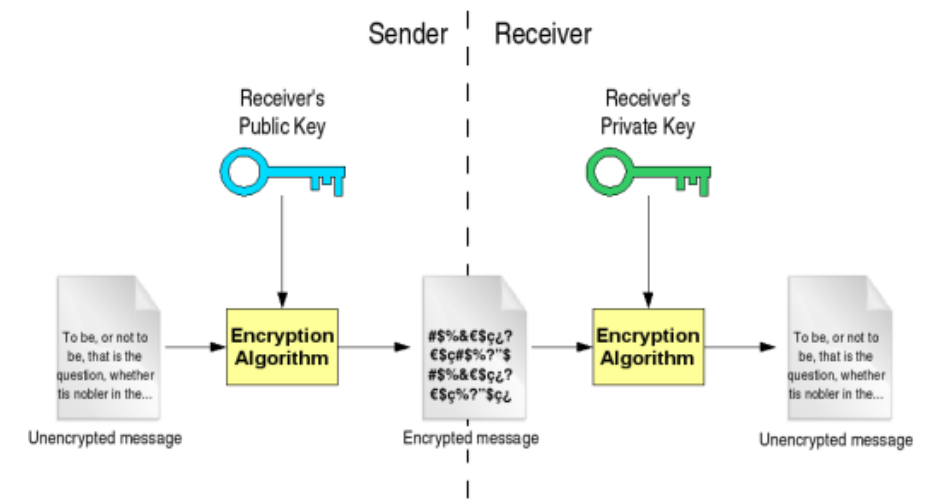 Sender
Receiver
Receiver's
Public Key
Receiver's
Private Key
To be, or not to
be, that is the
question, whether
tis nobler in the...
Encryption
Algorithm
#$%&€$ç¿?
€$ç#$%?"$
#$%&€$ç¿?
€$ç%?"$ç¿
Encryption
Algorithm
To be, or not to
be, that is the
question, whether
tis nobler in the...
Unencrypted message
Encrypted message
Unencrypted message